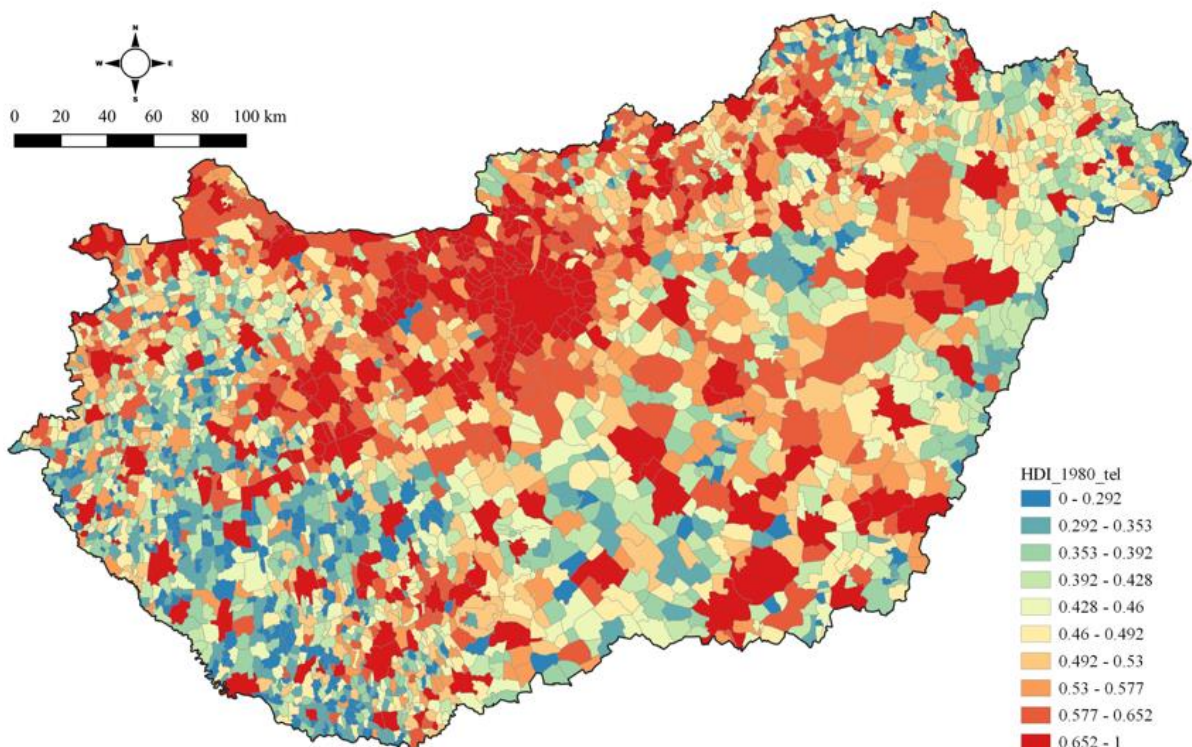 N
W E
S
0 20 40 60 80 100 km
HDI_1980_tel
0 - 0.292
0.292 - 0.353
0.353 - 0.392
0.392 - 0.428
0.428 - 0.46
0.46 - 0.492
0.492 - 0.53
0.53 - 0.577
0.577 - 0.652
0.652 - 1